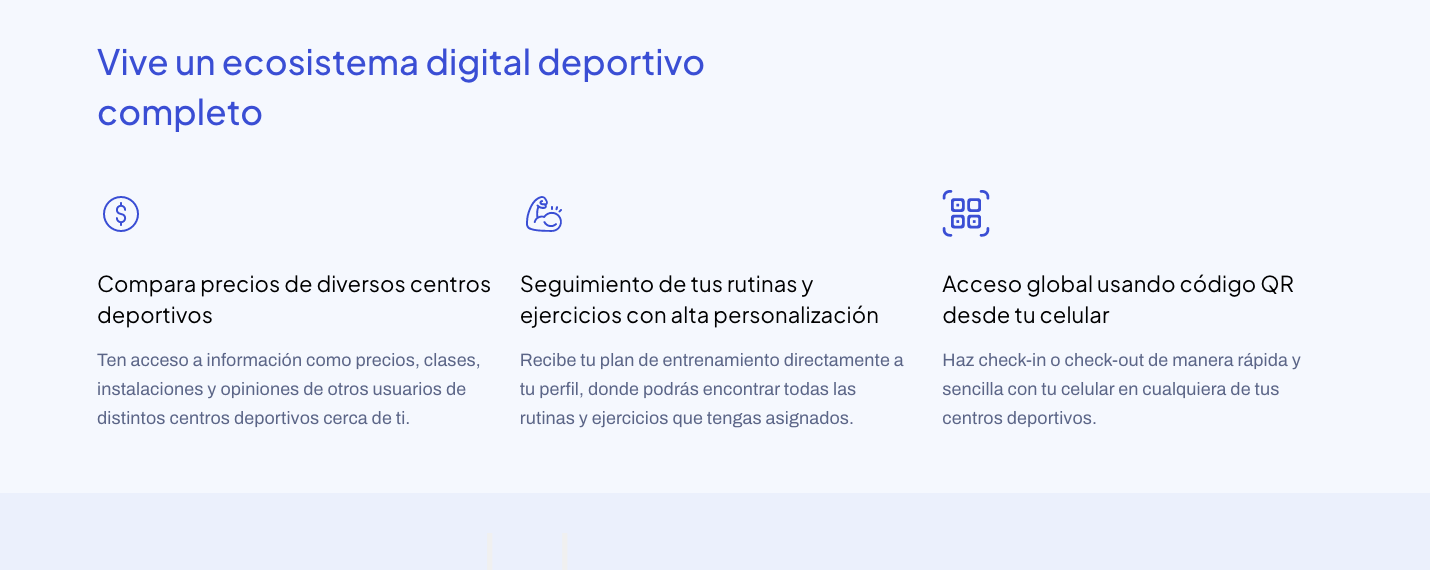 Vive un ecosistema digital deportivo
completo
Compara precios de diversos centros
deportivos
Ten acceso a información como precios, clases,
instalaciones y opiniones de otros usuarios de
distintos centros deportivos cerca de ti.
Seguimiento de tus rutinas y
ejercicios con alta personalización
Recibe tu plan de entrenamiento directamente a
tu perfil, donde podrás encontrar todas las
rutinas y ejercicios que tengas asignados.
Acceso global usando código QR
desde tu celular
Haz check-in o check-out de manera rápida y
sencilla con tu celular en cualquiera de tus
centros deportivos.